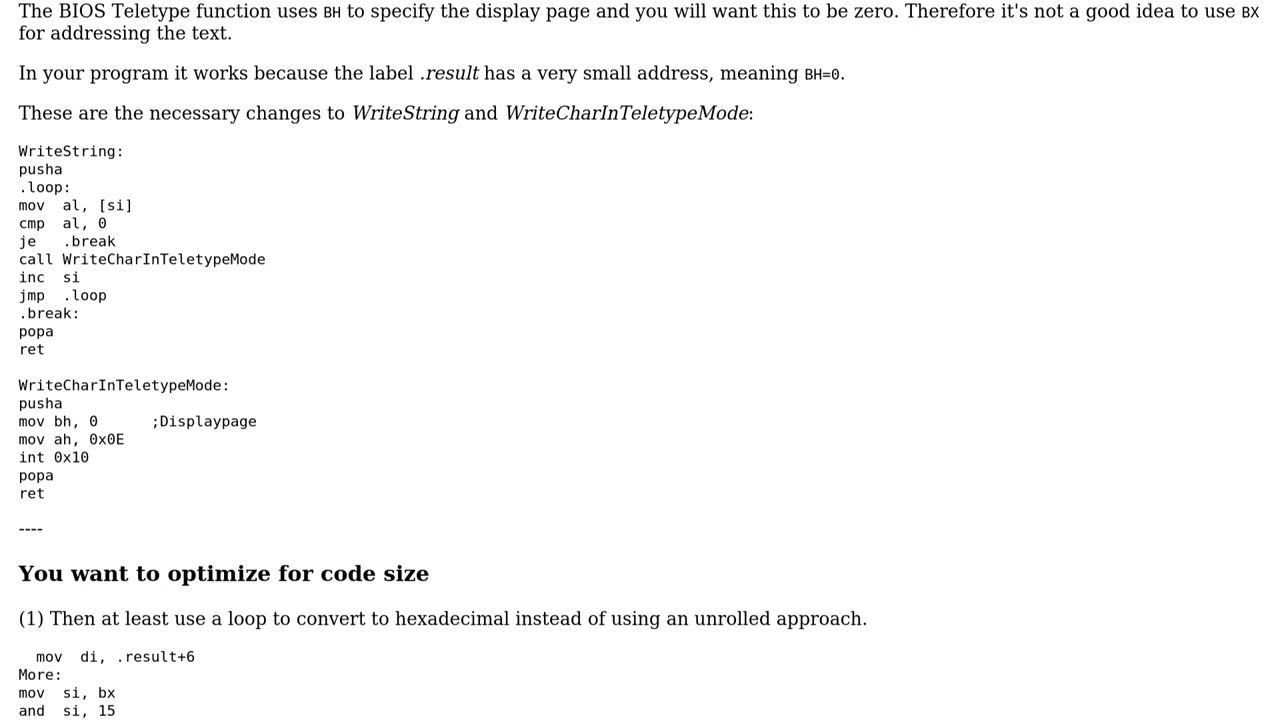 The BIOS Teletype function uses BH to specify the display page and you will want this to be zero. Therefore it's not a good idea to use BX
for addressing the text.
In your program it works because the label .result has a very small address, meaning BH=0.
These are the necessary changes to WriteString and WriteCharInTeletypeMode:
WriteString:
pusha
.loop:
mov  al, [si]
cmp  al, 0
je   .break
call WriteCharInTeletypeMode
inc  si
jmp  .loop
.break:
popa
ret
WriteCharInTeletypeMode:
pusha
mov bh, 0      ;Displaypage
mov ah, 0x0E
int 0x10
popa
ret
----
You want to optimize for code size
(1) Then at least use a loop to convert to hexadecimal instead of using an unrolled approach.
  mov  di, .result+6
More:
mov  si, bx
and  si, 15